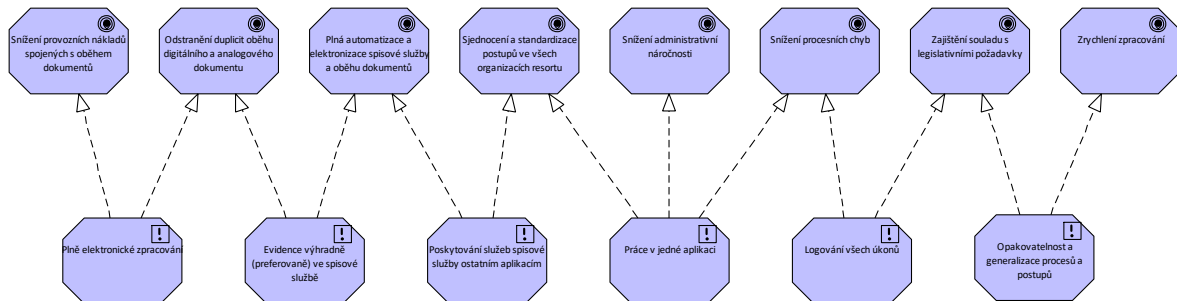 Snížení provozních nákladů
spojených s oběhem
dokumentů
Odstranění duplicit oběhu
digitálního a analogového
dokumentu
Plná automatizace a
elektronizace spisové služby
a oběhu dokumentů
Sjednocení a standardizace
postupů ve všech
organizacích resortu
Snížení administrativní
náročnosti
Snížení procesních chyb
Zajištění souladu s
legislativními požadavky
Zrychlení zpracování
Plně elektronické zpracování
Evidence výhradně
(preferovaně) ve spisové
službě
Poskytování služeb spisové
služby ostatním aplikacím
Práce v jedné aplikaci
Logování všech úkonů
Opakovatelnost a
generalizace procesů a
postupů